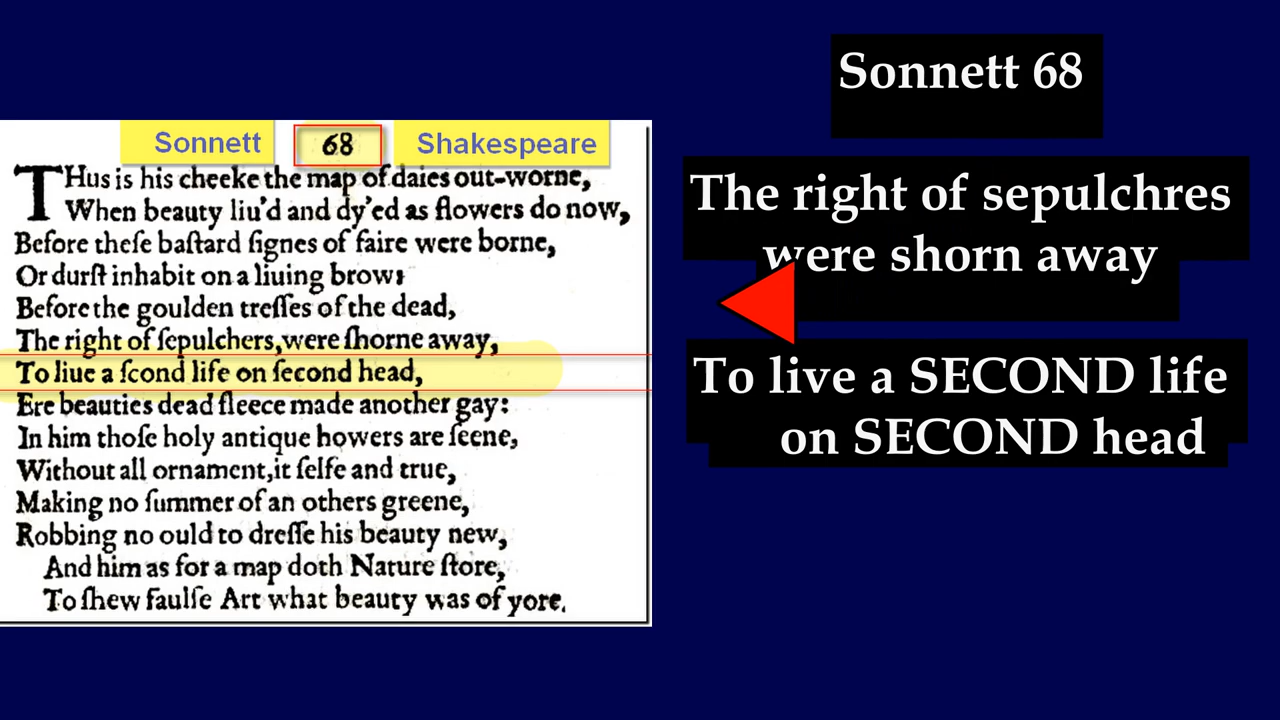 Sonnett 68 Shakespeare
THus is his cheeke the map of daies out-worne,
When beauty liu'd and dy'ed as flowers do now,
Before theſe baſtard ſignes of faire were borne,
Or durſt inhabit on a liuing brow:
Before the goulden treſſes of the dead,
The right of ſepulchers, were ſhorne away,
To liue a ſcond life on ſecond head,
Ere beauties dead fleece made another gay:
In him thoſe holy antique howers are ſeene,
Without all ornament, it ſelfe and true,
Making no ſummer of an others greene,
Robbing no ould to dreſſe his beauty new,
And him as for a map doth Nature ſtore,
To ſhew faulſe Art what beauty was of yore.
Sonnett 68
The right of sepulchres
were shorn away
To live a SECOND life
on SECOND head